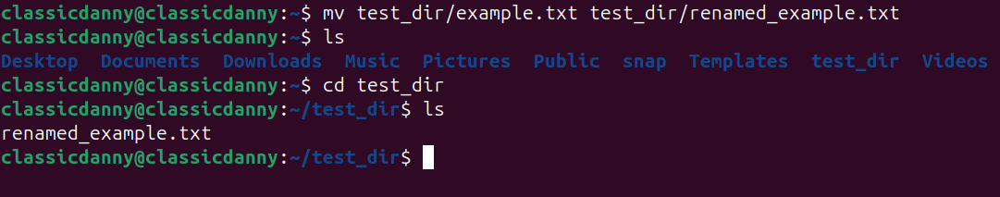 classicdanny@classicdanny:~$ mv test_dir/example.txt test_dir/renamed_example.txt
classicdanny@classicdanny:~$ ls
Desktop  Documents  Downloads  Music  Pictures  Public  snap  Templates  test_dir  Videos
classicdanny@classicdanny:~$ cd test_dir
classicdanny@classicdanny:~/test_dir$ ls
renamed_example.txt
classicdanny@classicdanny:~/test_dir$